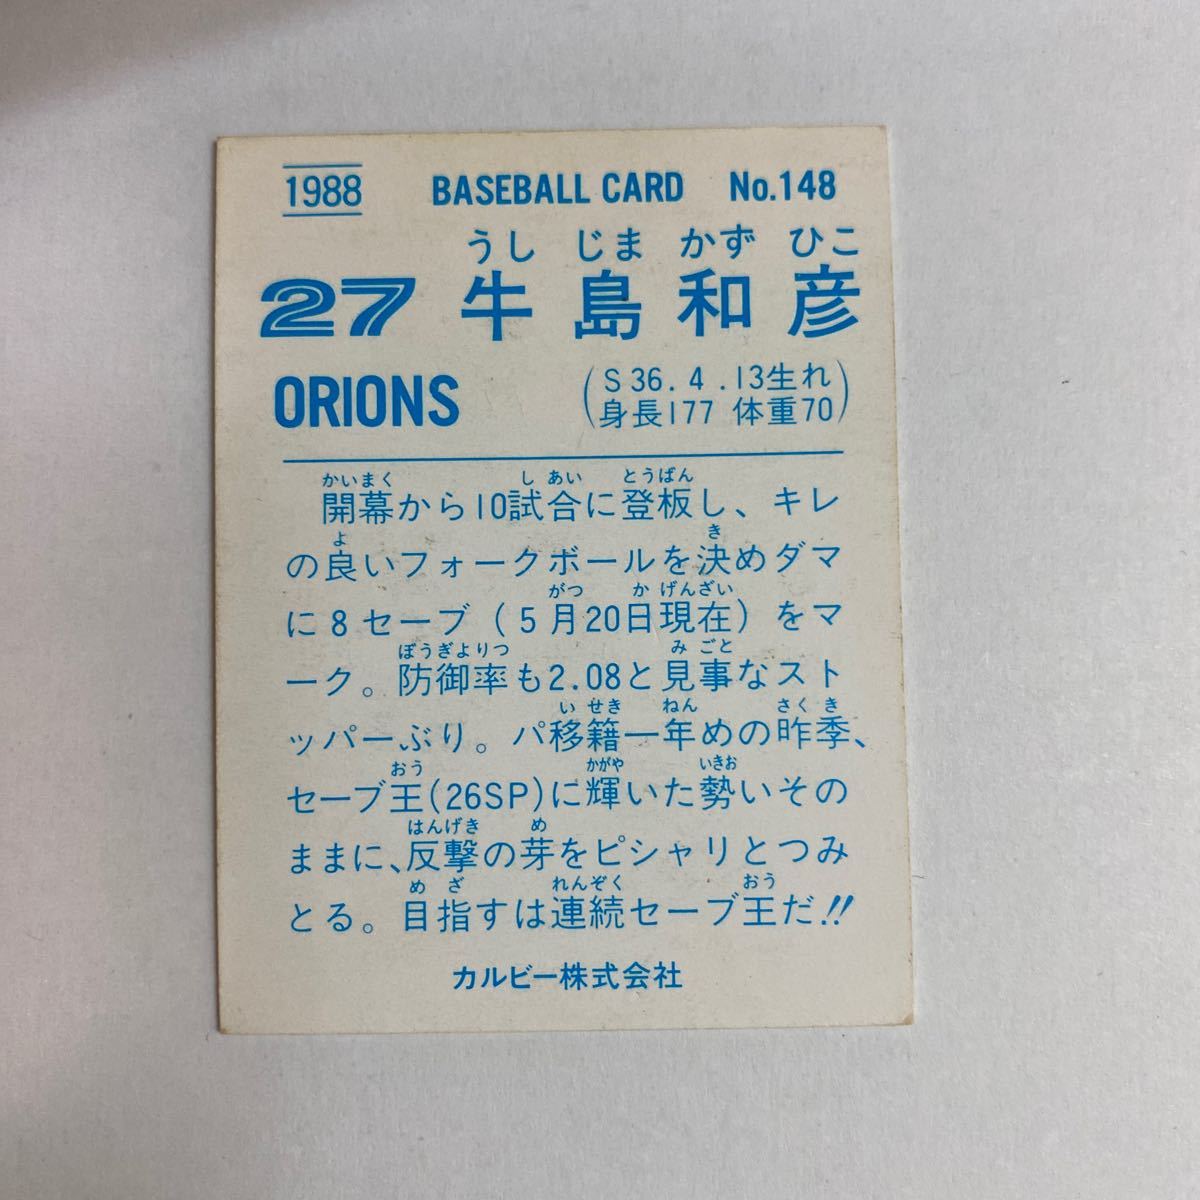 1988 BASEBALL CARD No.148
うし じま かず ひこ
27 牛島和彦
ORIONS
(S36.4.13生れ
身長177 体重70)
かいまく し あい とうばん
開幕から10試合に登板し、キレ
よ き
の良いフォークボールを決めダマ
がつ か げんざい
に8セーブ(5月20日現在)をマ
ぼうぎよりつ み ごと
ーク。防御率も2.08と見事なスト
い せき ねん さくき
ッパーぶり。パ移籍一年めの昨季、
おう かがや いきお
セーブ王(26SP)に輝いた勢いその
はんげき め
ままに、反撃の芽をピシャリとつみ
め ざ れんぞく おう
とる。目指すは連続セーブ王だ!!
カルビー株式会社